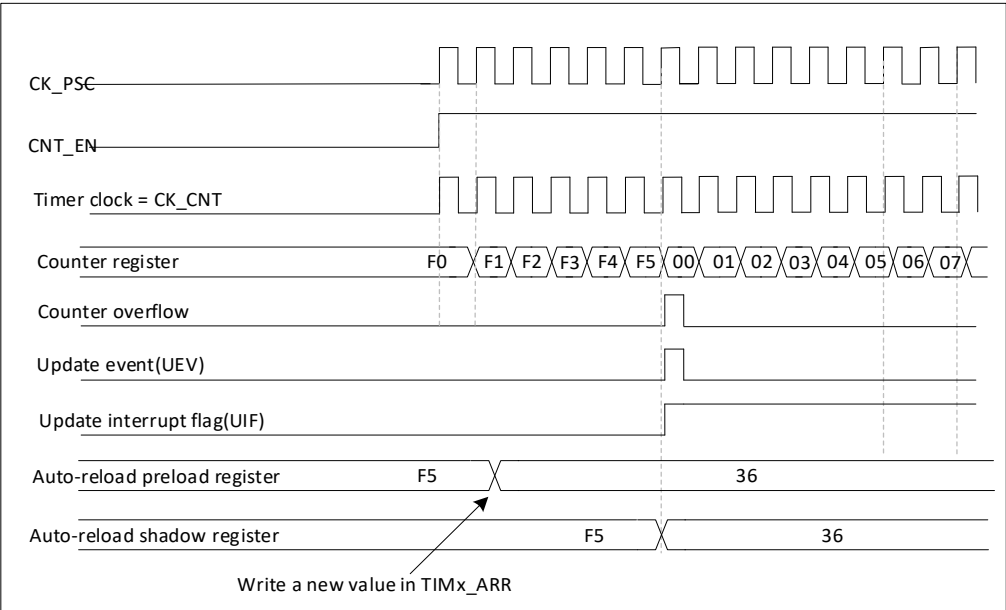 CK_PSC
CNT_EN
Timer clock = CK_CNT
Counter register F0 F1 F2 F3 F4 F5 00 01 02 03 04 05 06 07
Counter overflow
Update event(UEV)
Update interrupt flag(UIF)
Auto-reload preload register F5 36
Auto-reload shadow register F5 36
Write a new value in TIMx_ARR